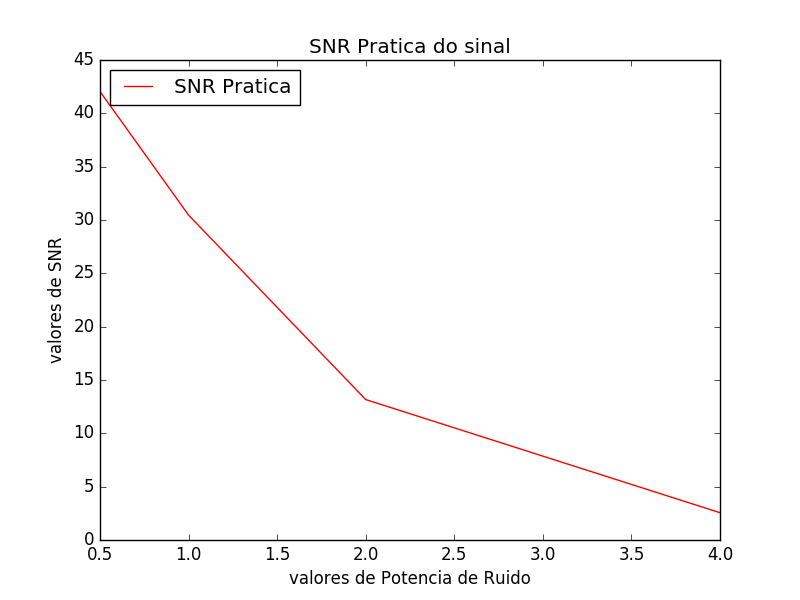 SNR Pratica do sinal
SNR Pratica
valores de SNR
45
40
35
30
25
20
15
10
5
0
0.5 1.0 1.5 2.0 2.5 3.0 3.5 4.0
valores de Potencia de Ruido